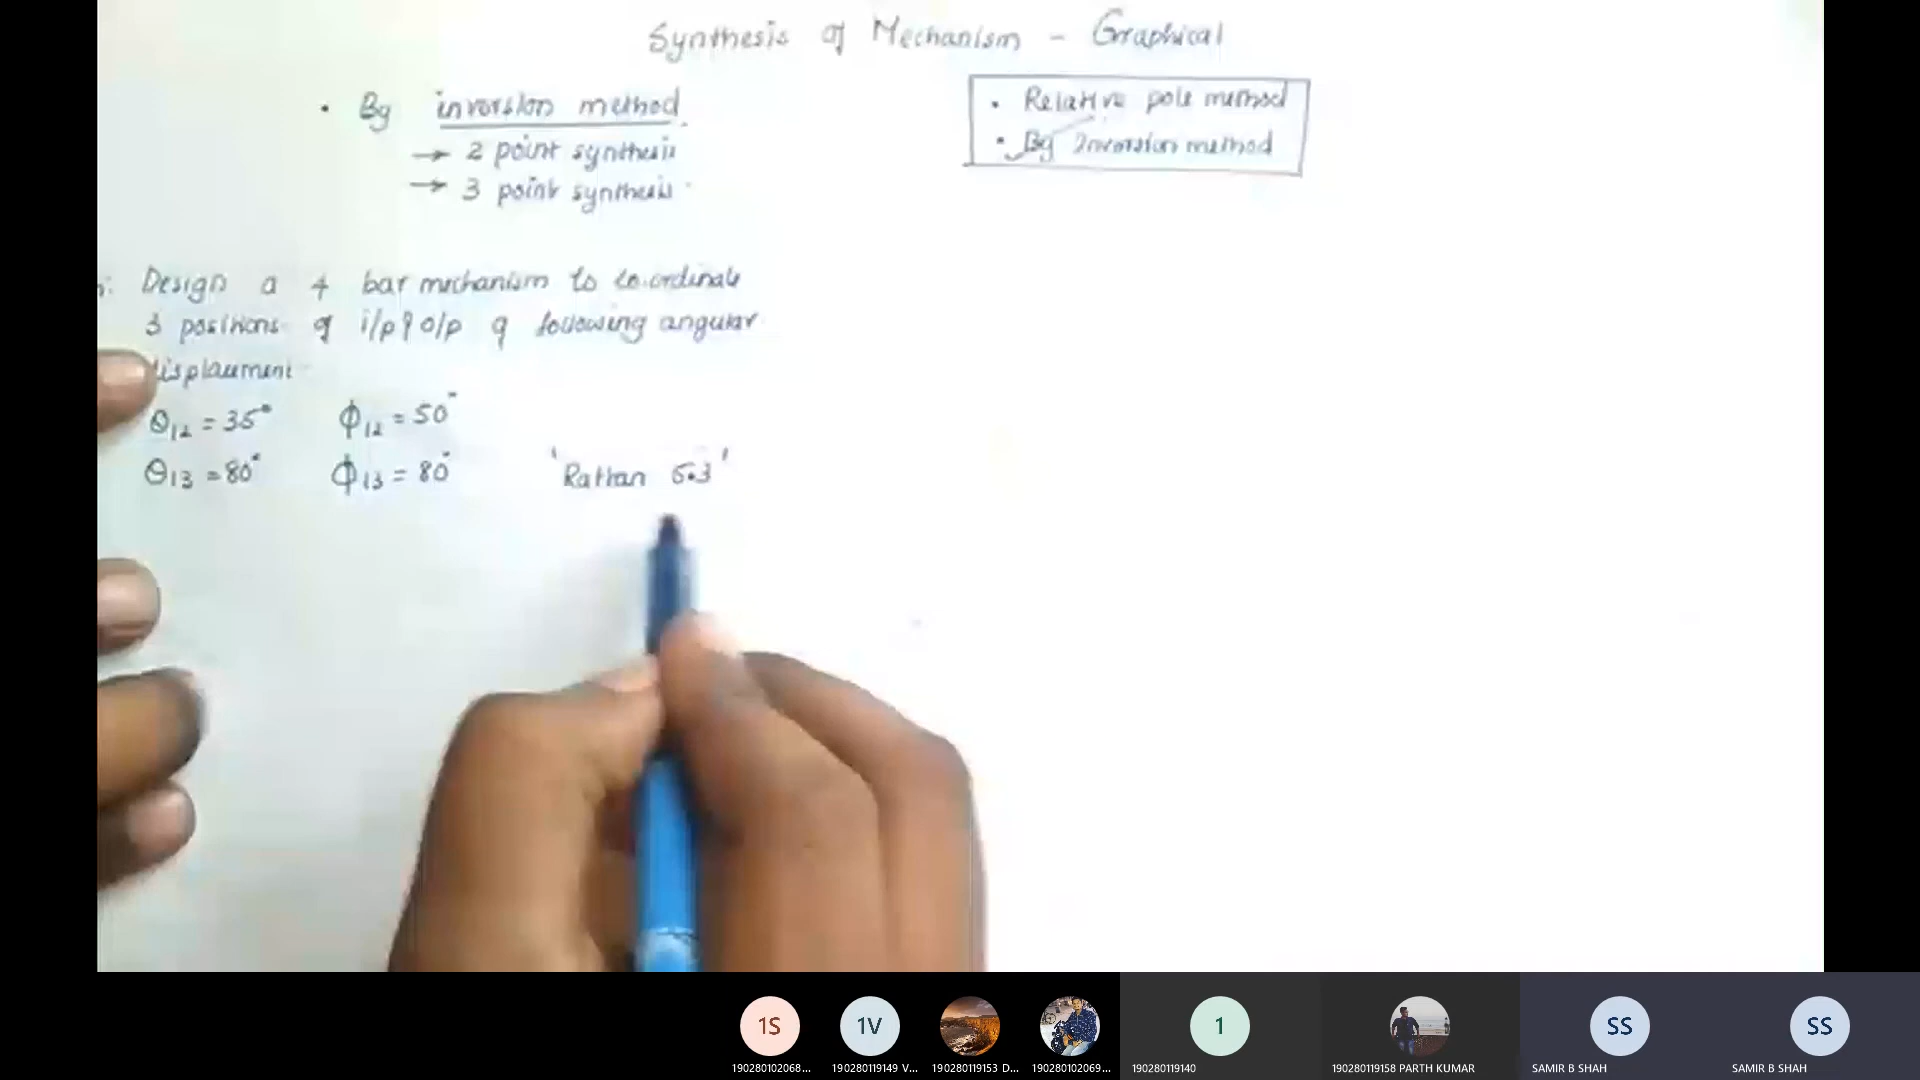 Synthesis of Mechanism - Graphical
• By inversion method
→ 2 point synthesis
→ 3 point synthesis
• Relative pole method
• By Inversion method
Design a 4 bar mechanism to co.ordinate
3 positions of i/p & o/p of following angular
displacement
θ12 = 35° ϕ12 = 50°
θ13 = 80° ϕ13 = 80°
'Rattan 5.3'
1S
1V
1
SS
SS
190280102068...
190280119149 V...
190280119153 D...
190280102069...
190280119140
190280119158 PARTH KUMAR
SAMIR B SHAH
SAMIR B SHAH